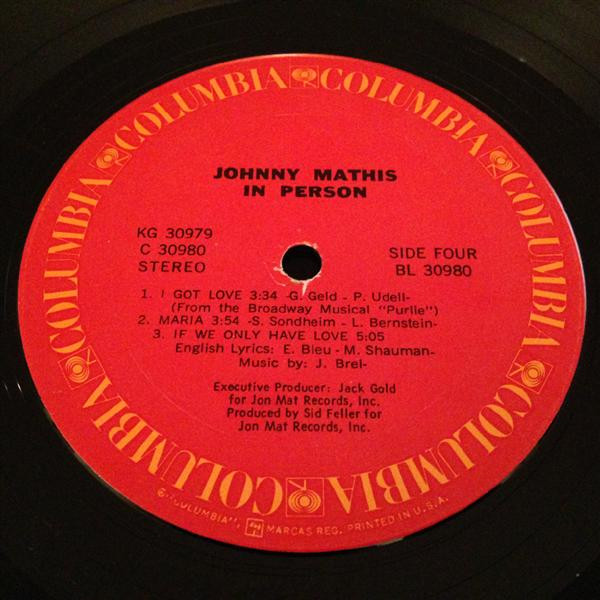 COLUMBIA COLUMBIA COLUMBIA COLUMBIA COLUMBIA COLUMBIA COLUMBIA
JOHNNY MATHIS
IN PERSON
KG 30979
C 30980
STEREO
SIDE FOUR
BL 30980
1. I GOT LOVE 3:34 -G. Geld - P. Udell-
(From the Broadway Musical "Purlie")
2. MARIA 3:54 -S. Sondheim - L. Bernstein-
3. IF WE ONLY HAVE LOVE 5:05
English Lyrics: E. Bleu - M. Shauman-
Music by: J. Brel-
Executive Producer: Jack Gold
for Jon Mat Records, Inc.
Produced by Sid Feller for
Jon Mat Records, Inc.
"COLUMBIA", MARCAS REG. PRINTED IN U.S.A.